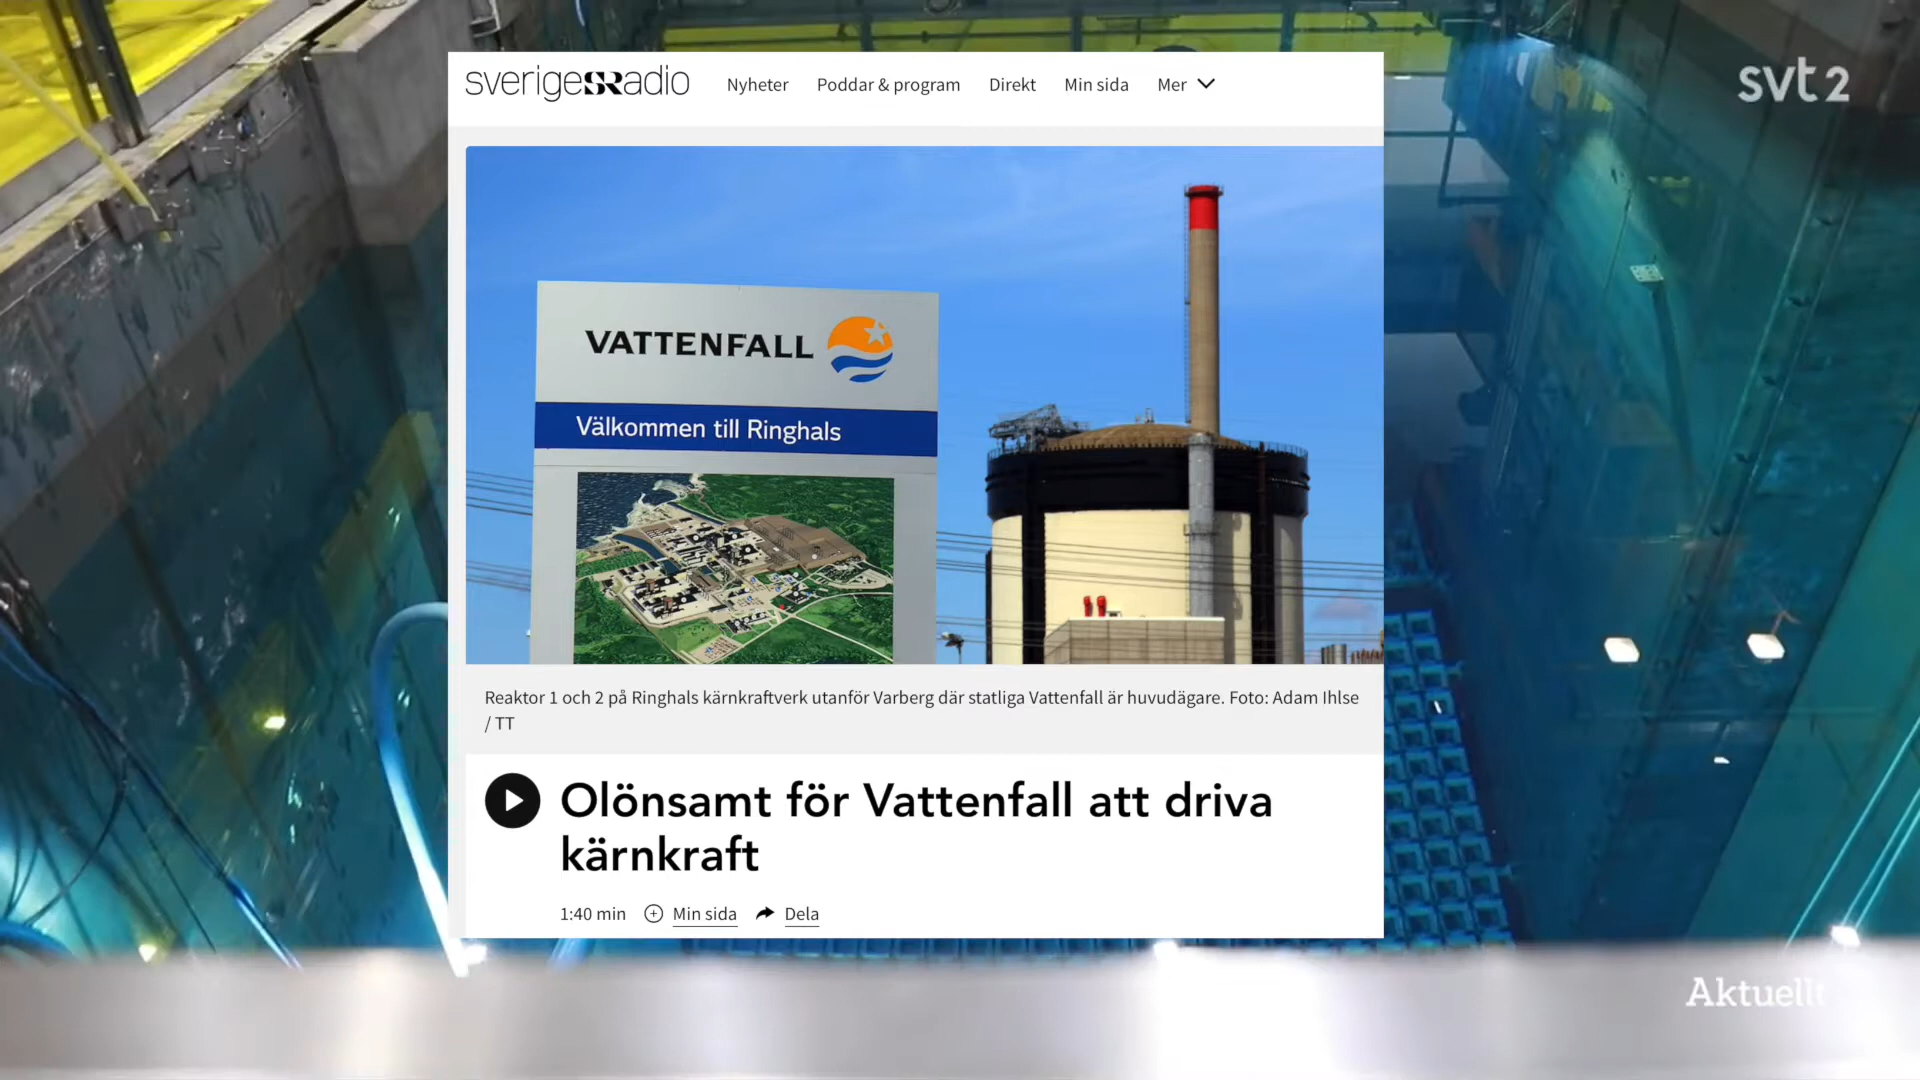 sverigesRadio
Nyheter
Poddar & program
Direkt
Min sida
Mer
svt2
VATTENFALL
Välkommen till Ringhals
Reaktor 1 och 2 på Ringhals kärnkraftverk utanför Varberg där statliga Vattenfall är huvudägare. Foto: Adam Ihlse
/ TT
Olönsamt för Vattenfall att driva
kärnkraft
1:40 min
Min sida
Dela
Aktuellt